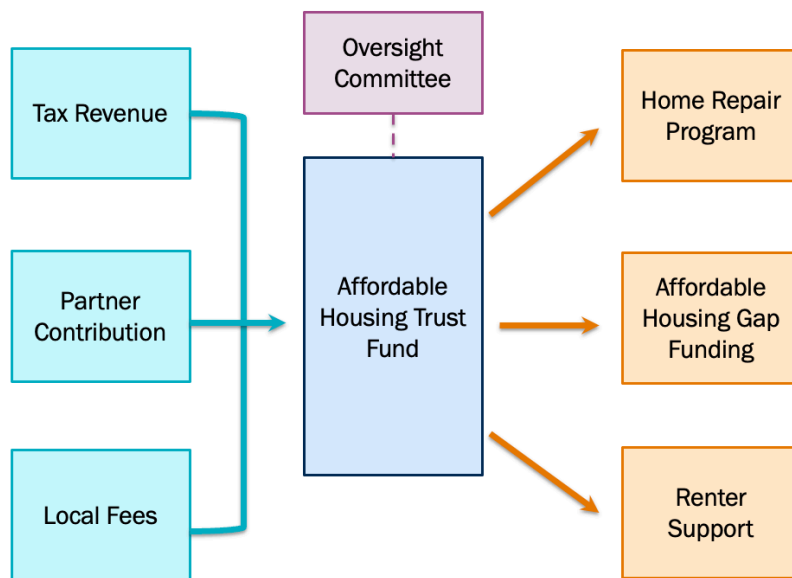 Tax Revenue
Partner
Contribution
Local Fees
Oversight
Committee
Affordable
Housing Trust
Fund
Home Repair
Program
Affordable
Housing Gap
Funding
Renter
Support